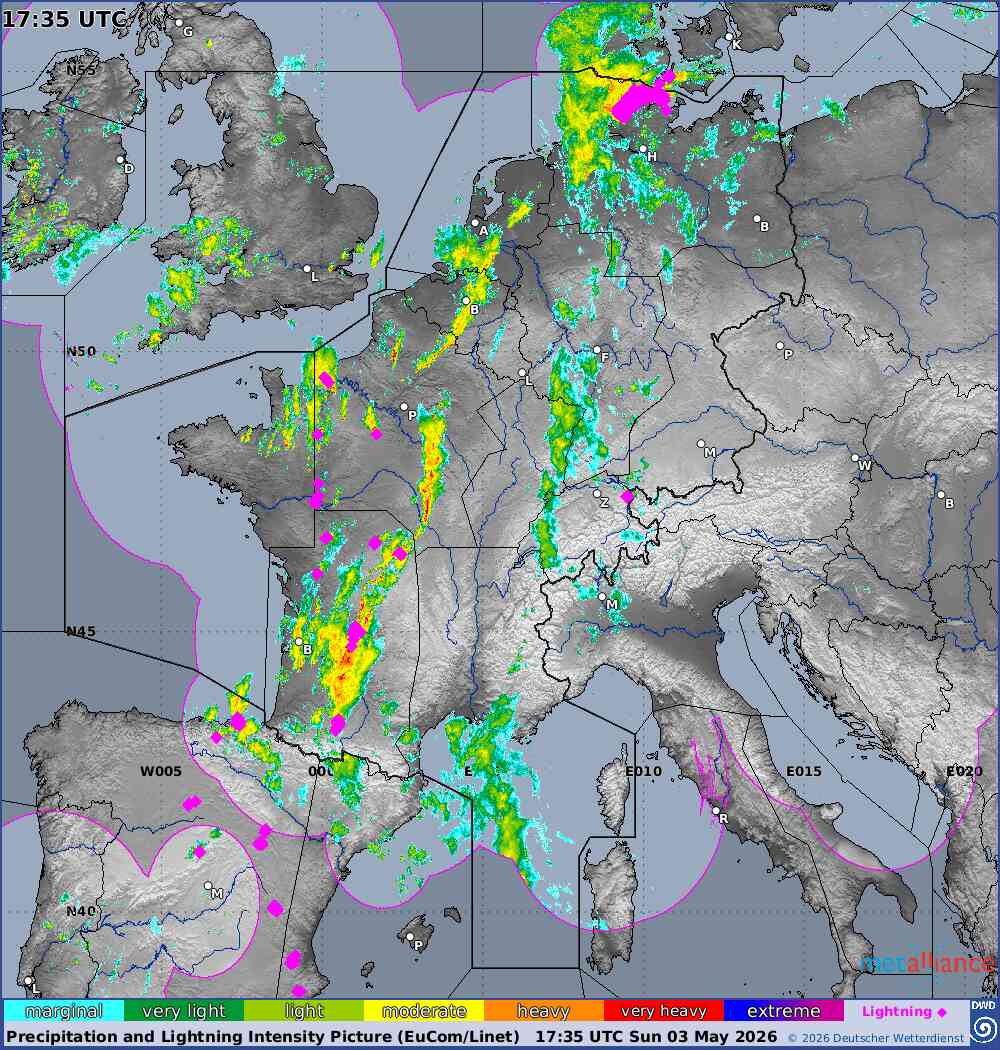 17:35 UTC
G
K
N55
D
H
A
B
B
L
B
N50
F
P
L
P
M
W
B
Z
M
N45
B
W005
000
E
E010
E015
E020
R
M
N40
P
L
metalliance
marginal very light light moderate heavy very heavy extreme Lightning
DWD
Precipitation and Lightning Intensity Picture (EuCom/Linet) 17:35 UTC Sun 03 May 2026 © 2026 Deutscher Wetterdienst